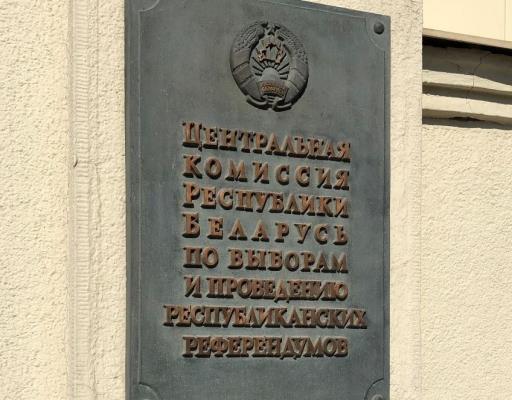 ЦЕНТРАЛЬНАЯ
КОМИССИЯ
РЕСПУБЛИКИ
БЕЛАРУСЬ
ПО ВЫБОРАМ
И ПРОВЕДЕНИЮ
РЕСПУБЛИКАНСКИХ
РЕФЕРЕНДУМОВ